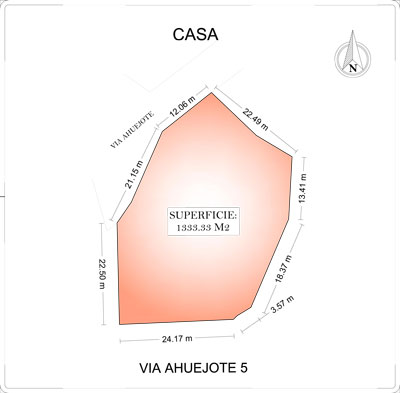 CASA
N
12.06 m
22.49 m
VIA AHUEJOTE
21.15 m
13.41 m
SUPERFICIE:
1333.33 M2
22.50 m
18.37 m
3.57 m
24.17 m
VIA AHUEJOTE 5